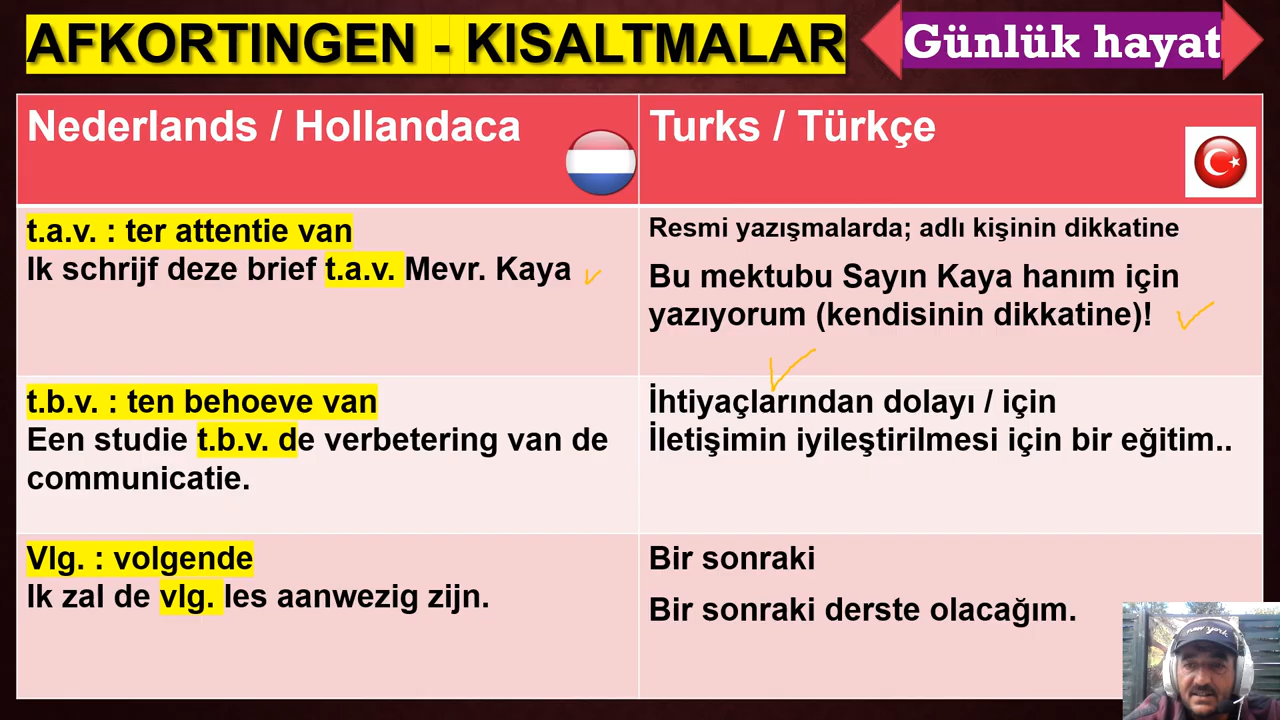 AFKORTINGEN - KISALTMALAR
Günlük hayat
Nederlands / Hollandaca
Turks / Türkçe
t.a.v. : ter attentie van
Ik schrijf deze brief t.a.v. Mevr. Kaya
Resmi yazışmalarda; adlı kişinin dikkatine
Bu mektubu Sayın Kaya hanım için
yazıyorum (kendisinin dikkatine)!
t.b.v. : ten behoeve van
Een studie t.b.v. de verbetering van de
communicatie.
İhtiyaçlarından dolayı / için
İletişimin iyileştirilmesi için bir eğitim..
Vlg. : volgende
Ik zal de vlg. les aanwezig zijn.
Bir sonraki
Bir sonraki derste olacağım.
new york